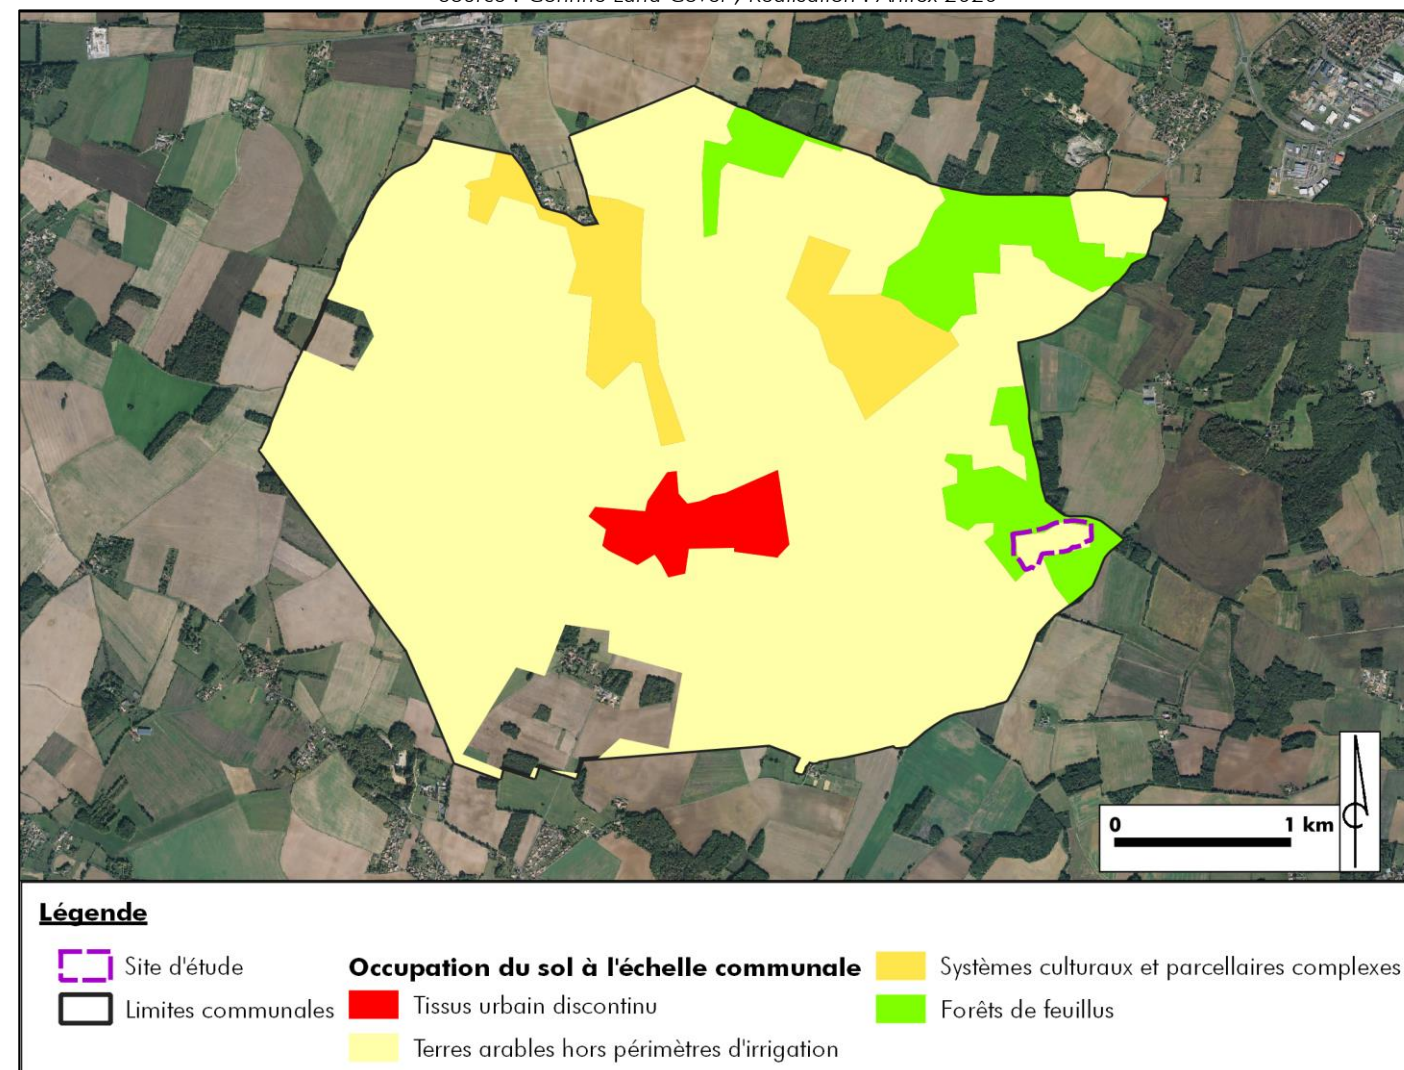 0 1 km
Légende
Site d'étude
Limites communales
Occupation du sol à l'échelle communale
Tissus urbain discontinu
Terres arables hors périmètres d'irrigation
Systèmes culturaux et parcellaires complexes
Forêts de feuillus